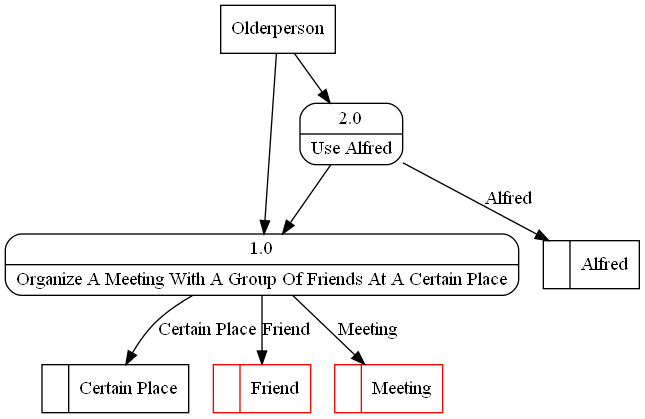 Olderperson
2.0
Use Alfred
Alfred
1.0
Organize A Meeting With A Group Of Friends At A Certain Place
Alfred
Certain Place
Friend
Meeting
Certain Place
Friend
Meeting